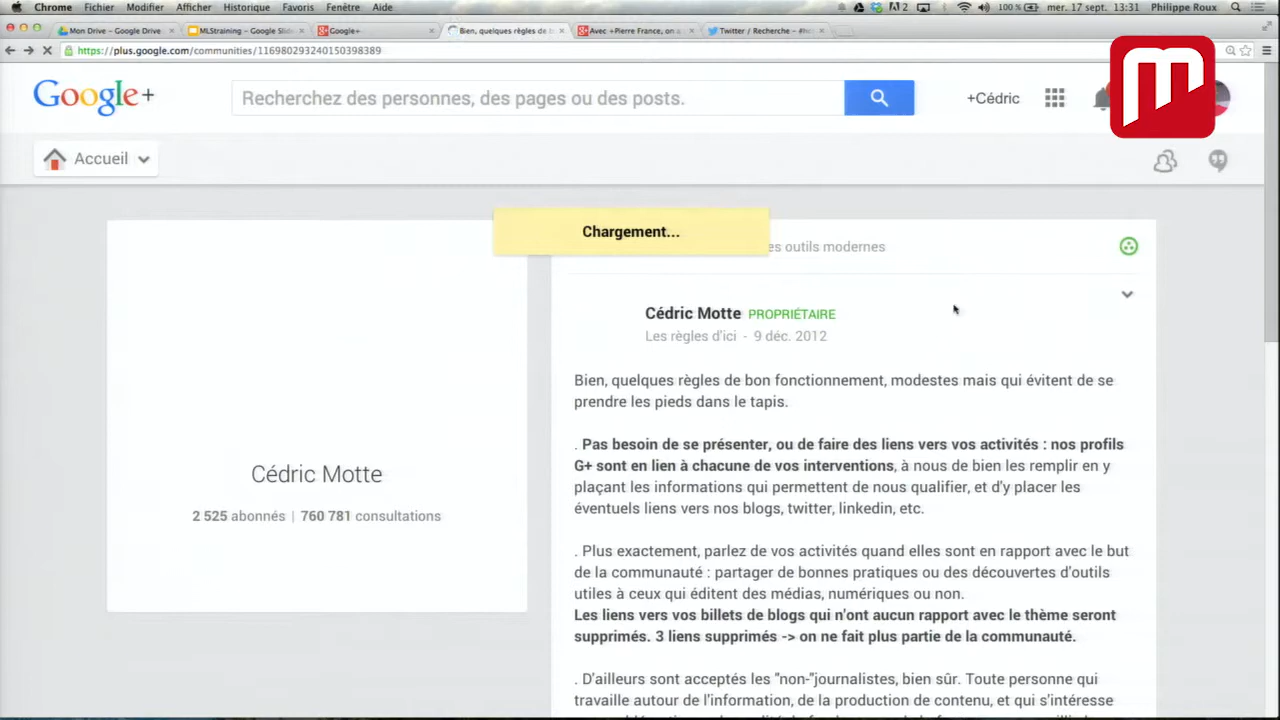 Chrome Fichier Modifier Afficher Historique Favoris Fenêtre Aide
2 100 % mer. 17 sept. 13:31 Philippe Roux
Mon Drive – Google Drive
MLStraining – Google Slides
Google+
Bien, quelques règles de b
Avec +Pierre France, on a
Twitter / Recherche – #
https://plus.google.com/communities/116980293240150398389
Google+
Recherchez des personnes, des pages ou des posts.
+Cédric
Accueil
Chargement...
es outils modernes
Cédric Motte PROPRIÉTAIRE
Les règles d'ici - 9 déc. 2012
Bien, quelques règles de bon fonctionnement, modestes mais qui évitent de se
prendre les pieds dans le tapis.
. Pas besoin de se présenter, ou de faire des liens vers vos activités : nos profils
G+ sont en lien à chacune de vos interventions, à nous de bien les remplir en y
plaçant les informations qui permettent de nous qualifier, et d'y placer les
éventuels liens vers nos blogs, twitter, linkedin, etc.
. Plus exactement, parlez de vos activités quand elles sont en rapport avec le but
de la communauté : partager de bonnes pratiques ou des découvertes d'outils
utiles à ceux qui éditent des médias, numériques ou non.
Les liens vers vos billets de blogs qui n'ont aucun rapport avec le thème seront
supprimés. 3 liens supprimés -> on ne fait plus partie de la communauté.
. D'ailleurs sont acceptés les "non-"journalistes, bien sûr. Toute personne qui
travaille autour de l'information, de la production de contenu, et qui s'intéresse
Cédric Motte
2 525 abonnés | 760 781 consultations